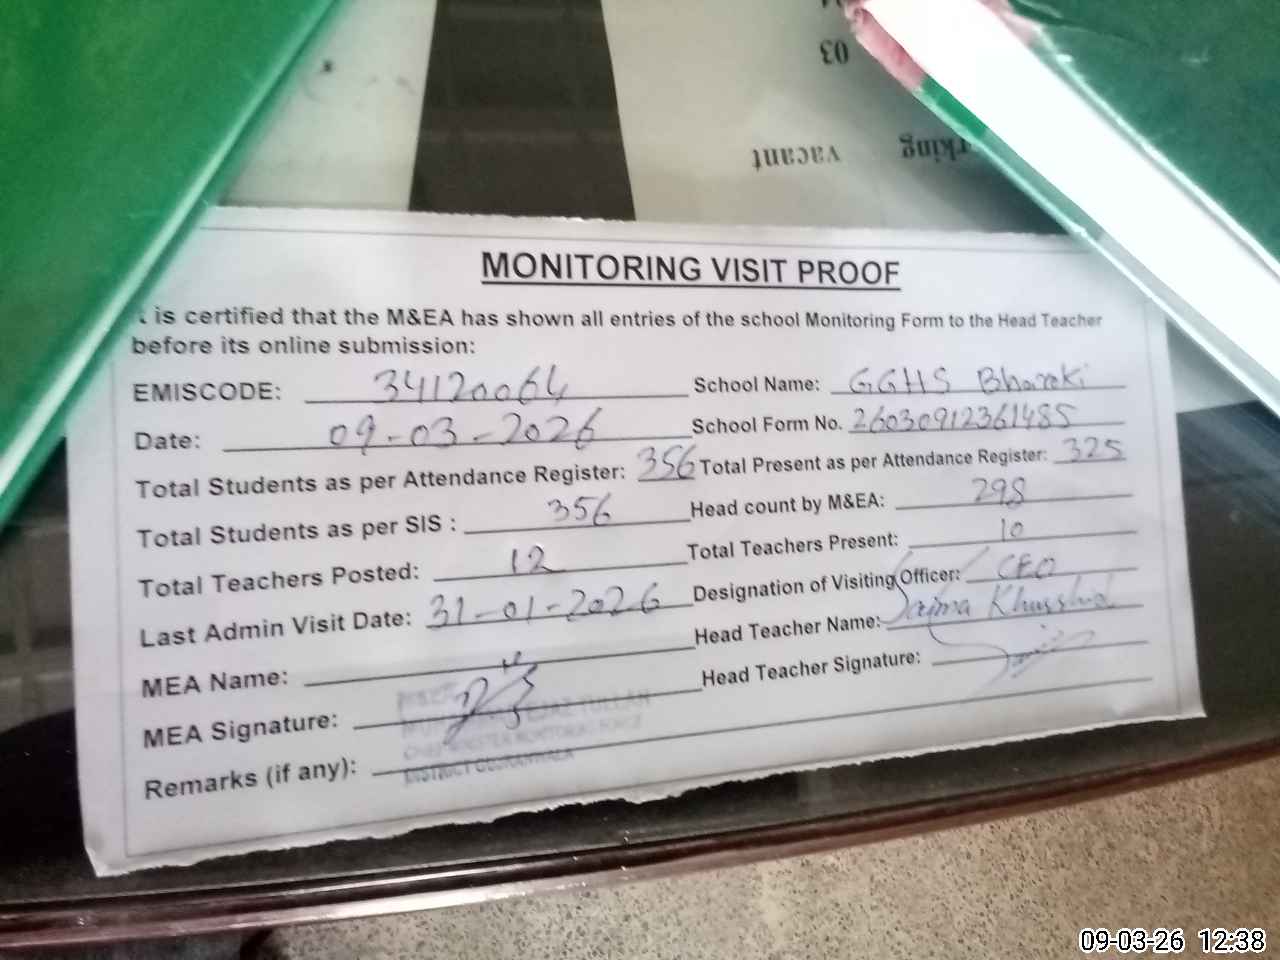 03
rking
vacant
MONITORING VISIT PROOF
is certified that the M&EA has shown all entries of the school Monitoring Form to the Head Teacher
before its online submission:
EMISCODE: 34120064 School Name: GGHS Bharoki
Date: 09-03-2026 School Form No. 26030912361485
Total Students as per Attendance Register: 356 Total Present as per Attendance Register: 325
Total Students as per SIS : 356 Head count by M&EA: 298
Total Teachers Posted: 12 Total Teachers Present: 10
Last Admin Visit Date: 31-01-2026 Designation of Visiting Officer: CEO
MEA Name: Head Teacher Name: Saima Khurshid
MEA Signature: Head Teacher Signature:
Remarks (if any):
DISTRICT GUJRANWALA
09-03-26 12:38